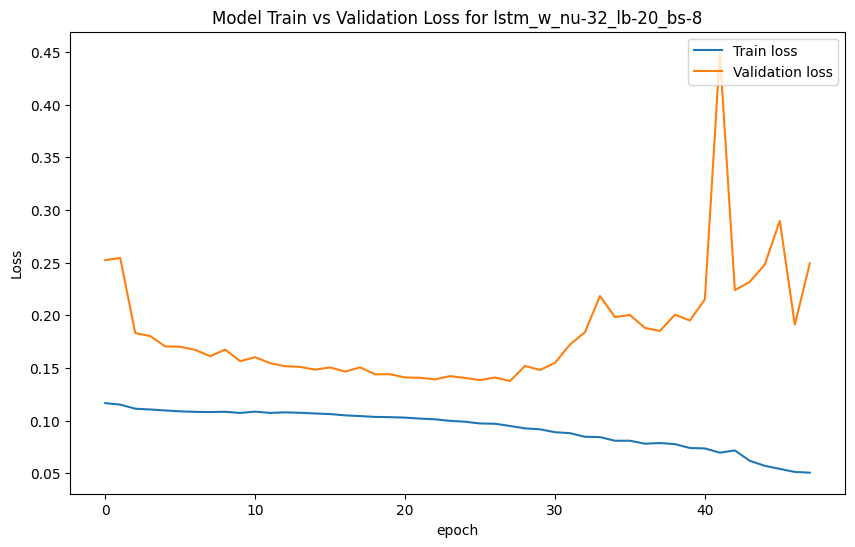 Model Train vs Validation Loss for lstm_w_nu-32_lb-20_bs-8
Train loss
Validation loss
0.45
0.40
0.35
0.30
0.25
0.20
0.15
0.10
0.05
Loss
0 10 20 30 40
epoch